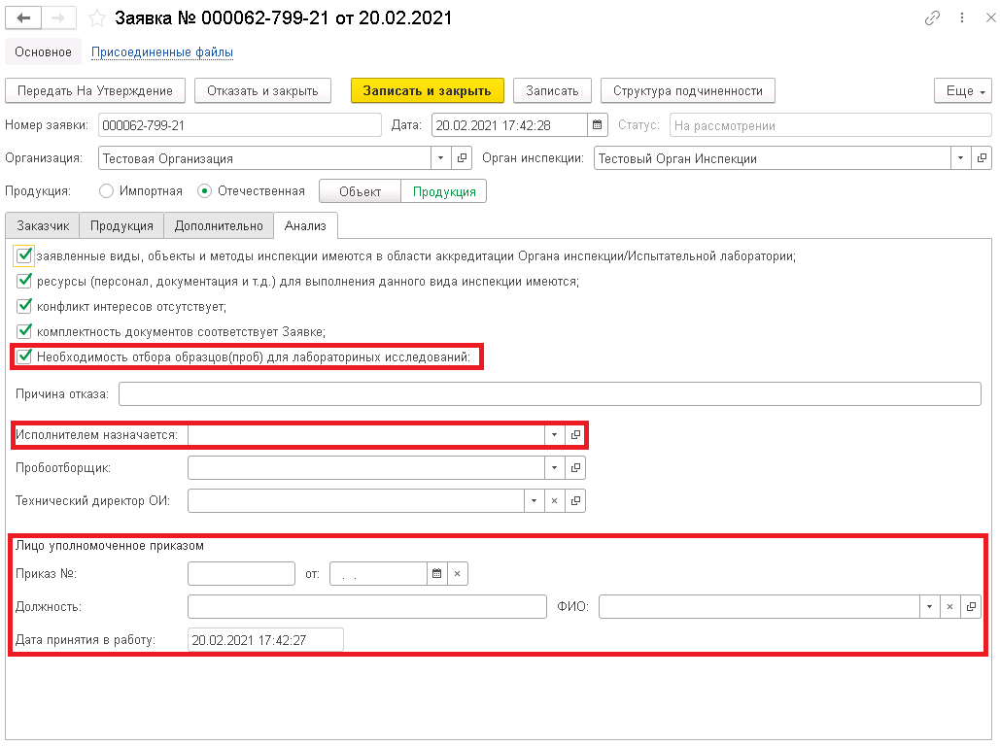 Заявка № 000062-799-21 от 20.02.2021
Основное Присоединенные файлы
Передать На Утверждение Отказать и закрыть Записать и закрыть Записать Структура подчиненности Еще
Номер заявки: 000062-799-21 Дата: 20.02.2021 17:42:28 Статус: На рассмотрении
Организация: Тестовая Организация Орган инспекции: Тестовый Орган Инспекции
Продукция: Импортная Отечественная Объект Продукция
Заказчик Продукция Дополнительно Анализ
заявленные виды, объекты и методы инспекции имеются в области аккредитации Органа инспекции/Испытательной лаборатории;
ресурсы (персонал, документация и т.д.) для выполнения данного вида инспекции имеются;
конфликт интересов отсутствует;
комплектность документов соответствует Заявке;
Необходимость отбора образцов(проб) для лабораториных исследований:
Причина отказа:
Исполнителем назначается:
Пробоотборщик:
Технический директор ОИ:
Лицо уполномоченное приказом
Приказ №: от: . .
Должность: ФИО:
Дата принятия в работу: 20.02.2021 17:42:27